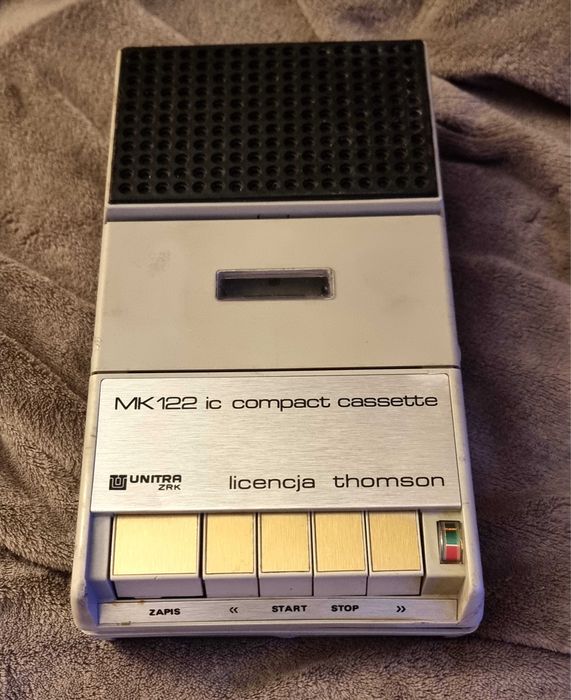 MK122 ic compact cassette
UNITRA
ZRK
licencja thomson
ZAPIS << START STOP >>